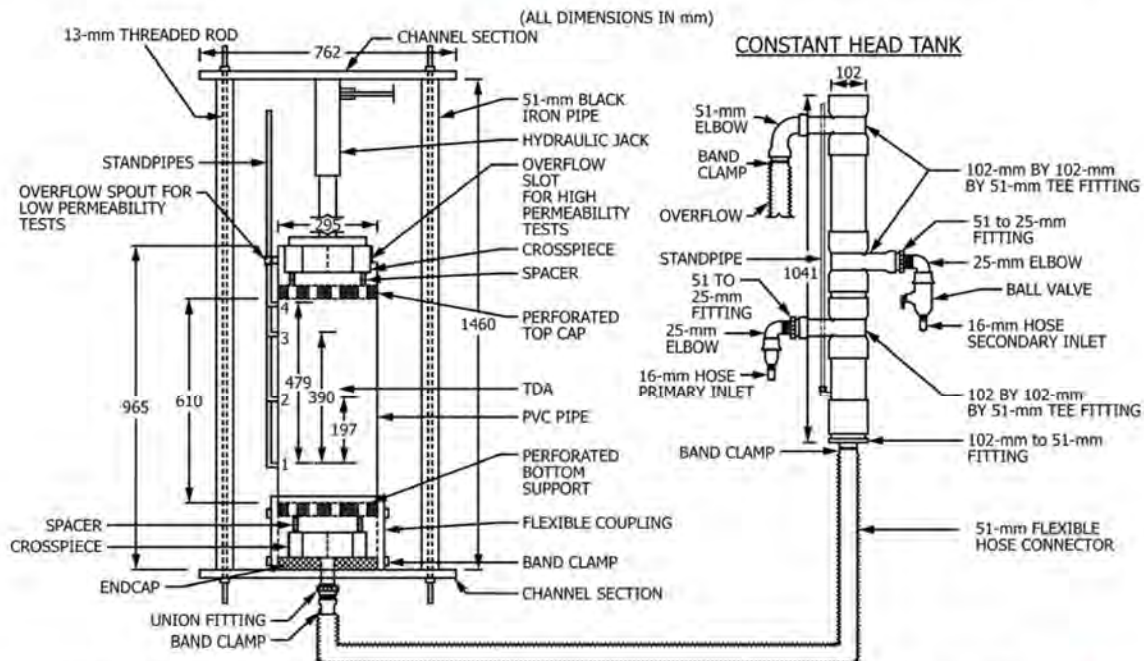 (ALL DIMENSIONS IN mm)
13-mm THREADED ROD
762
CHANNEL SECTION
51-mm BLACK
IRON PIPE
HYDRAULIC JACK
STANDPIPES
OVERFLOW
SLOT
FOR HIGH
PERMEABILITY
TESTS
OVERFLOW SPOUT FOR
LOW PERMEABILITY
TESTS
295
CROSSPIECE
SPACER
4
3
2
1
PERFORATED
TOP CAP
1460
965
610
479
390
197
TDA
PVC PIPE
PERFORATED
BOTTOM
SUPPORT
SPACER
CROSSPIECE
FLEXIBLE COUPLING
BAND CLAMP
ENDCAP
CHANNEL SECTION
UNION FITTING
BAND CLAMP
CONSTANT HEAD TANK
102
51-mm
ELBOW
BAND
CLAMP
OVERFLOW
102-mm BY 102-mm
BY 51-mm TEE FITTING
51 to 25-mm
FITTING
STANDPIPE
1041
25-mm ELBOW
51 TO
25-mm
FITTING
BALL VALVE
25-mm
ELBOW
16-mm HOSE
SECONDARY INLET
16-mm HOSE
PRIMARY INLET
102 BY 102-mm
BY 51-mm TEE FITTING
BAND CLAMP
102-mm to 51-mm
FITTING
51-mm FLEXIBLE
HOSE CONNECTOR